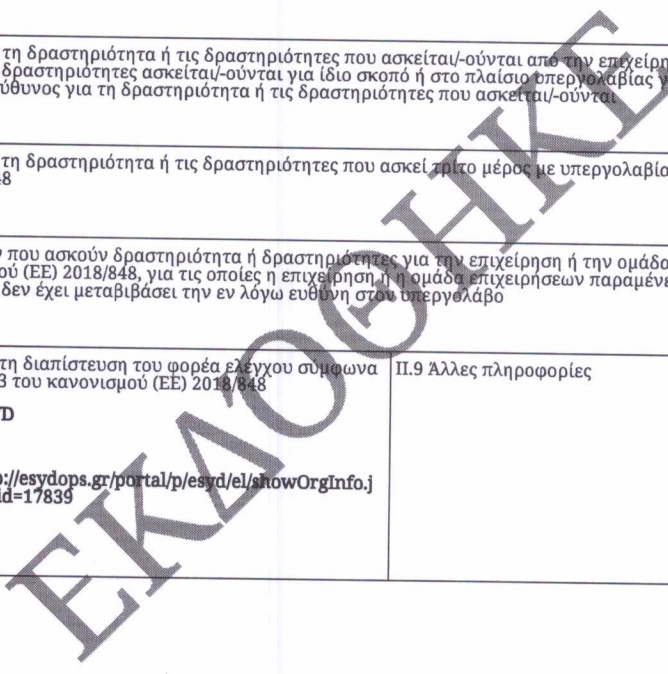 τη δραστηριότητα ή τις δραστηριότητες που ασκείται/-ούνται από την επιχείρη
δραστηριότητες ασκείται/-ούνται για ίδιο σκοπό ή στο πλαίσιο υπεργολαβίας γ
ύθυνος για τη δραστηριότητα ή τις δραστηριότητες που ασκείται/-ούνται
τη δραστηριότητα ή τις δραστηριότητες που ασκεί τρίτο μέρος με υπεργολαβία
8
ν που ασκούν δραστηριότητα ή δραστηριότητες για την επιχείρηση ή την ομάδα
ού (ΕΕ) 2018/848, για τις οποίες η επιχείρηση ή η ομάδα επιχειρήσεων παραμένε
δεν έχει μεταβιβάσει την εν λόγω ευθύνη στον υπεργολάβο
τη διαπίστευση του φορέα ελέγχου σύμφωνα
3 του κανονισμού (ΕΕ) 2018/848
D
://esydops.gr/portal/p/esyd/el/showOrgInfo.j
id=17839
II.9 Άλλες πληροφορίες
ΕΚΔΟΘΗΚΕ